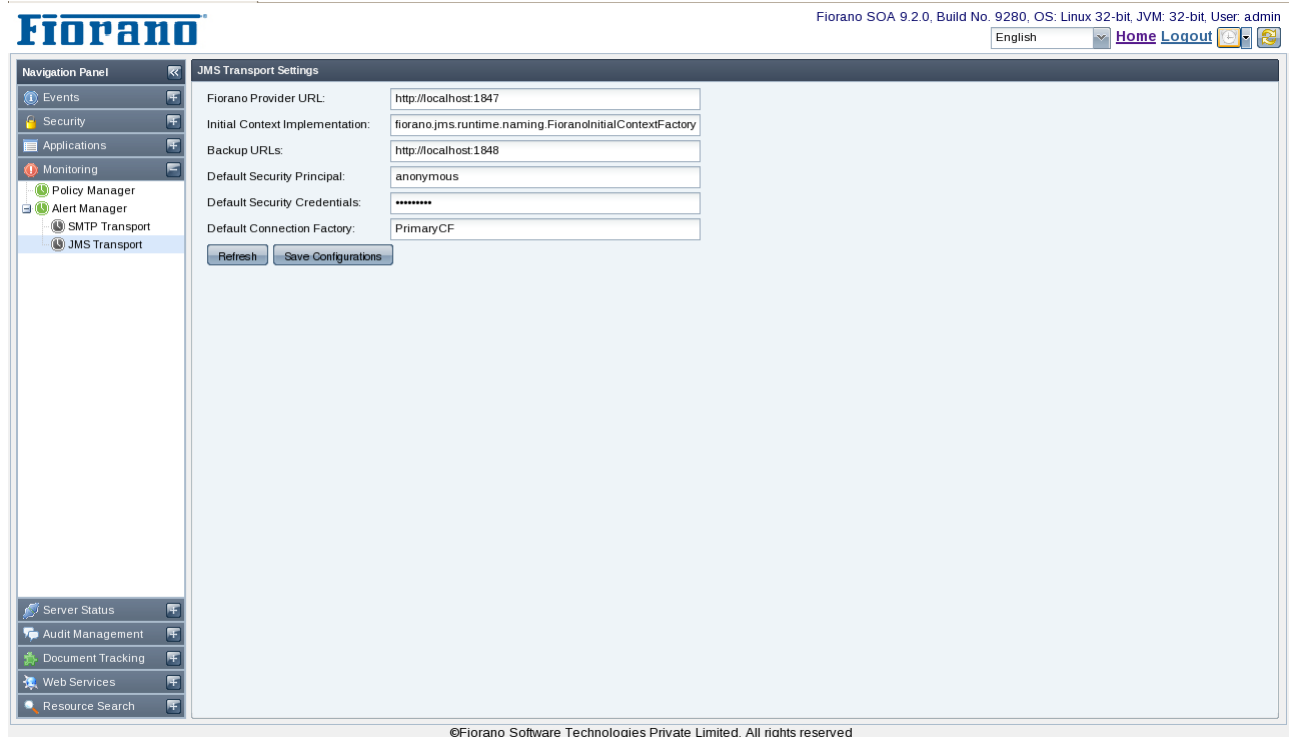 Fiorano
Fiorano SOA 9.2.0, Build No. 9280, OS: Linux 32-bit, JVM: 32-bit, User: admin
English Home Logout
Navigation Panel
Events
Security
Applications
Monitoring
Policy Manager
Alert Manager
SMTP Transport
JMS Transport
Server Status
Audit Management
Document Tracking
Web Services
Resource Search
JMS Transport Settings
Fiorano Provider URL: http://localhost:1847
Initial Context Implementation: fiorano.jms.runtime.naming.FioranoInitialContextFactory
Backup URLs: http://localhost:1848
Default Security Principal: anonymous
Default Security Credentials: •••••••••
Default Connection Factory: PrimaryCF
Refresh Save Configurations
©Fiorano Software Technologies Private Limited. All rights reserved